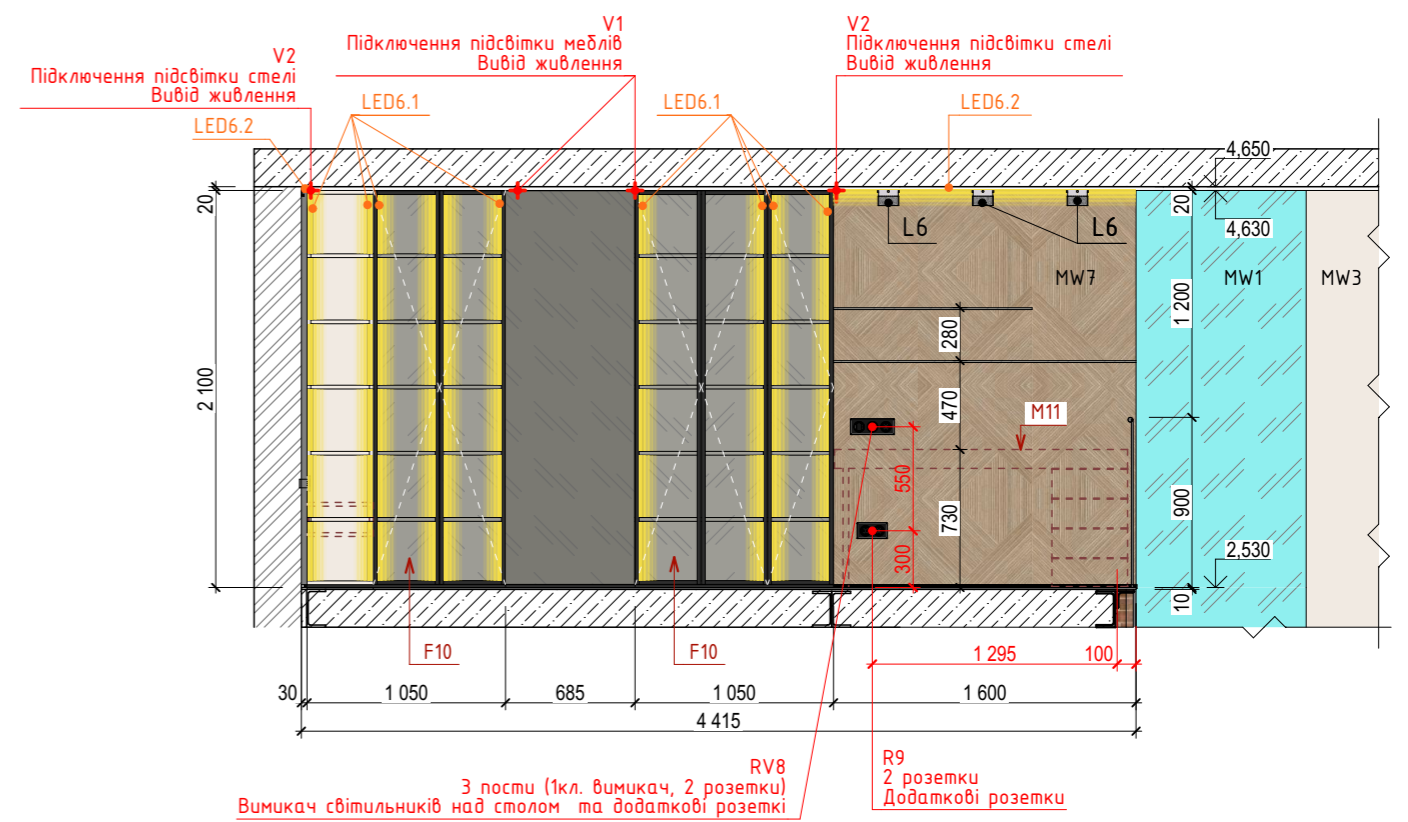 V1
Підключення підсвітки меблів
Вивід живлення
V2
Підключення підсвітки стелі
Вивід живлення
V2
Підключення підсвітки стелі
Вивід живлення
LED6.2
LED6.1
LED6.1
LED6.2
4,650
20
20
4,630
L6
L6
MW7
MW1
MW3
1 200
280
2 100
470
M11
550
730
900
300
2,530
10
F10
F10
1 295
100
30
1 050
685
1 050
1 600
4 415
RV8
3 пости (1кл. вимикач, 2 розетки)
Вимикач світильників над столом та додаткові розеткі
R9
2 розетки
Додаткові розетки